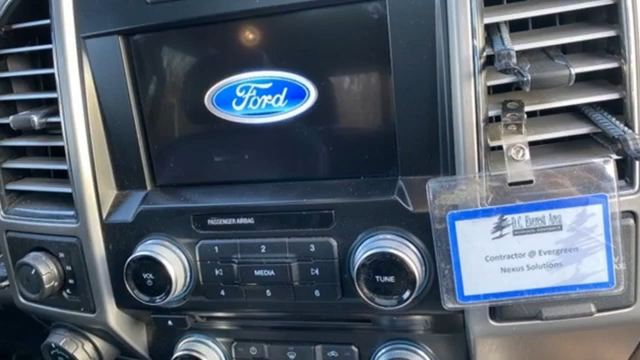 Ford
PASSENGER AIRBAG
VOL
1 2 3
MEDIA
4 5 6
TUNE
Contractor @ Evergreen
Nexus Solutions